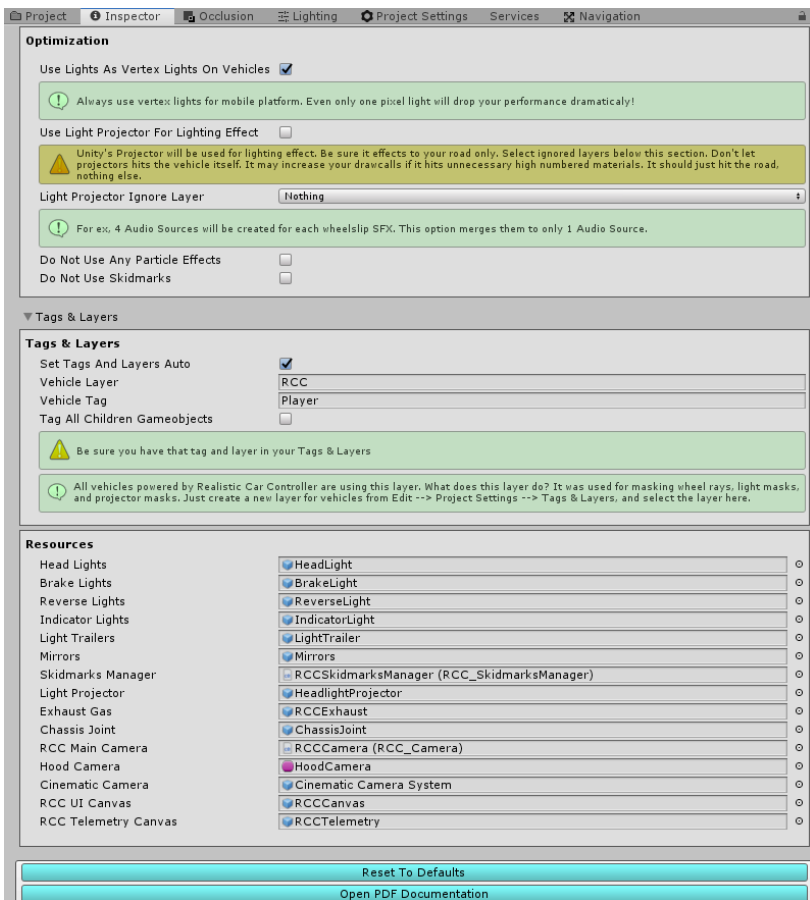 Project
Inspector
Occlusion
Lighting
Project Settings
Services
Navigation
Optimization
Use Lights As Vertex Lights On Vehicles
Always use vertex lights for mobile platform. Even only one pixel light will drop your performance dramaticaly!
Use Light Projector For Lighting Effect
Unity's Projector will be used for lighting effect. Be sure it effects to your road only. Select ignored layers below this section. Don't let
projectors hits the vehicle itself. It may increase your drawcalls if it hits unnecessary high numbered materials. It should just hit the road,
nothing else.
Light Projector Ignore Layer Nothing
For ex, 4 Audio Sources will be created for each wheelslip SFX. This option merges them to only 1 Audio Source.
Do Not Use Any Particle Effects
Do Not Use Skidmarks
Tags & Layers
Tags & Layers
Set Tags And Layers Auto
Vehicle Layer RCC
Vehicle Tag Player
Tag All Children Gameobjects
Be sure you have that tag and layer in your Tags & Layers
All vehicles powered by Realistic Car Controller are using this layer. What does this layer do? It was used for masking wheel rays, light masks,
and projector masks. Just create a new layer for vehicles from Edit --> Project Settings --> Tags & Layers, and select the layer here.
Resources
Head Lights HeadLight
Brake Lights BrakeLight
Reverse Lights ReverseLight
Indicator Lights IndicatorLight
Light Trailers LightTrailer
Mirrors Mirrors
Skidmarks Manager RCCSkidmarksManager (RCC_SkidmarksManager)
Light Projector HeadlightProjector
Exhaust Gas RCCExhaust
Chassis Joint ChassisJoint
RCC Main Camera RCCCamera (RCC_Camera)
Hood Camera HoodCamera
Cinematic Camera Cinematic Camera System
RCC UI Canvas RCCCanvas
RCC Telemetry Canvas RCCTelemetry
Reset To Defaults
Open PDF Documentation